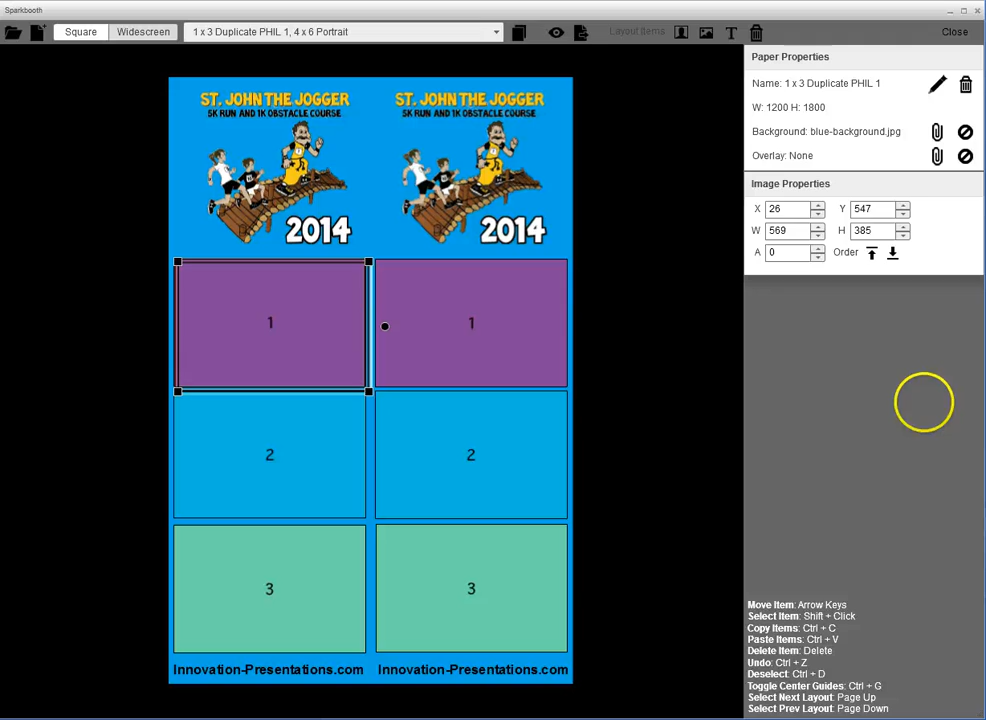 Sparkbooth
Square Widescreen 1 x 3 Duplicate PHIL 1, 4 x 6 Portrait Layout Items Close
Paper Properties
Name: 1 x 3 Duplicate PHIL 1
W: 1200 H: 1800
Background: blue-background.jpg
Overlay: None
Image Properties
X 26 Y 547
W 569 H 385
A 0 Order
ST. JOHN THE JOGGER ST. JOHN THE JOGGER
5K RUN AND 1K OBSTACLE COURSE 5K RUN AND 1K OBSTACLE COURSE
2014 2014
1 1
2 2
3 3
Innovation-Presentations.com Innovation-Presentations.com
Move Item: Arrow Keys
Select Item: Shift + Click
Copy Items: Ctrl + C
Paste Items: Ctrl + V
Delete Item: Delete
Undo: Ctrl + Z
Deselect: Ctrl + D
Toggle Center Guides: Ctrl + G
Select Next Layout: Page Up
Select Prev Layout: Page Down